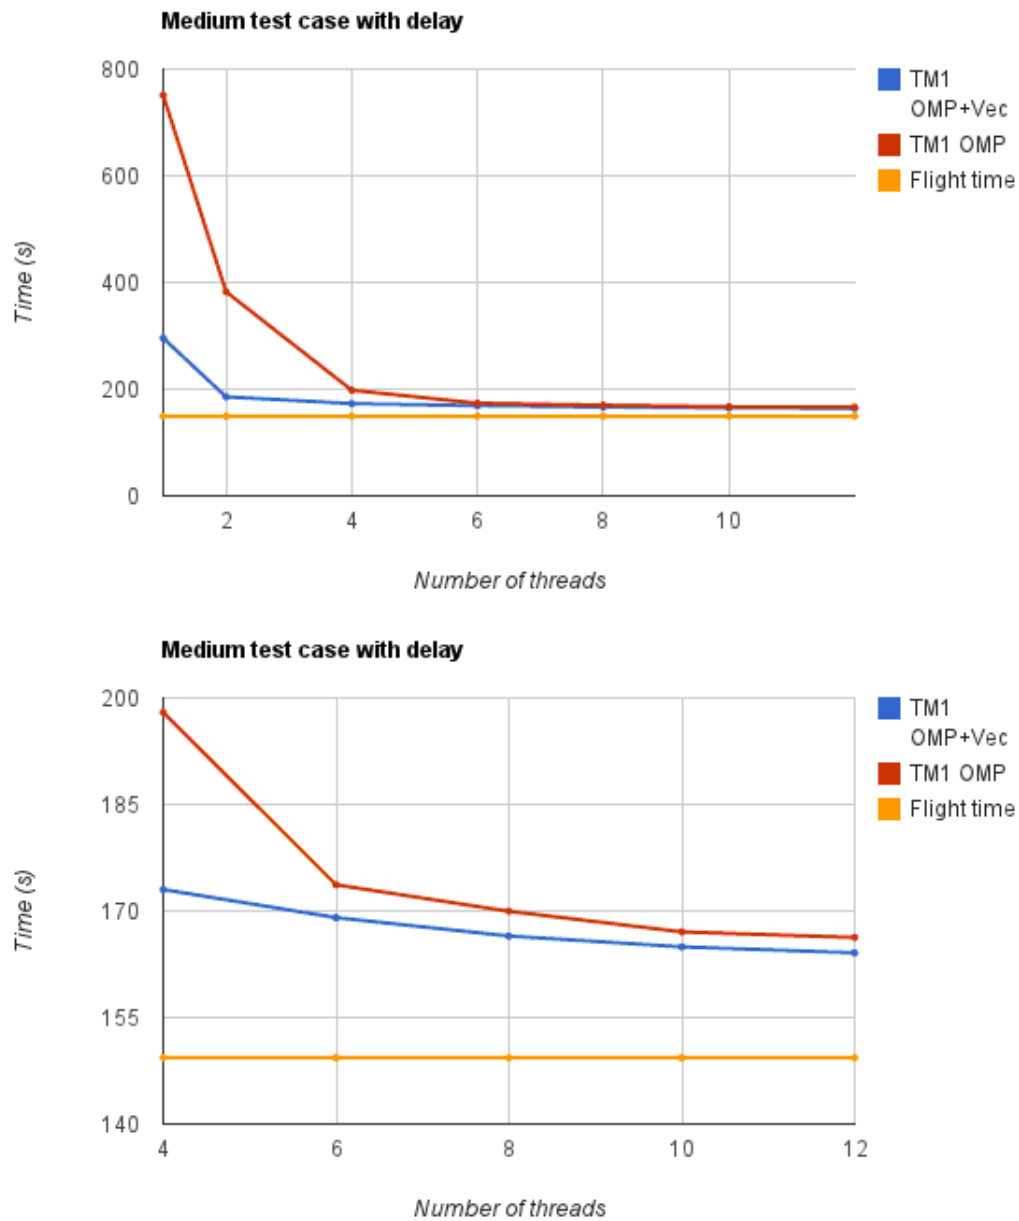 Medium test case with delay
800
600
400
200
0
2 4 6 8 10
Time (s)
Number of threads
TM1
OMP+Vec
TM1 OMP
Flight time
Medium test case with delay
200
185
170
155
140
4 6 8 10 12
Time (s)
Number of threads
TM1
OMP+Vec
TM1 OMP
Flight time